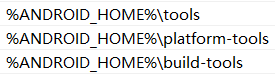 %ANDROID_HOME%\tools
%ANDROID_HOME%\platform-tools
%ANDROID_HOME%\build-tools